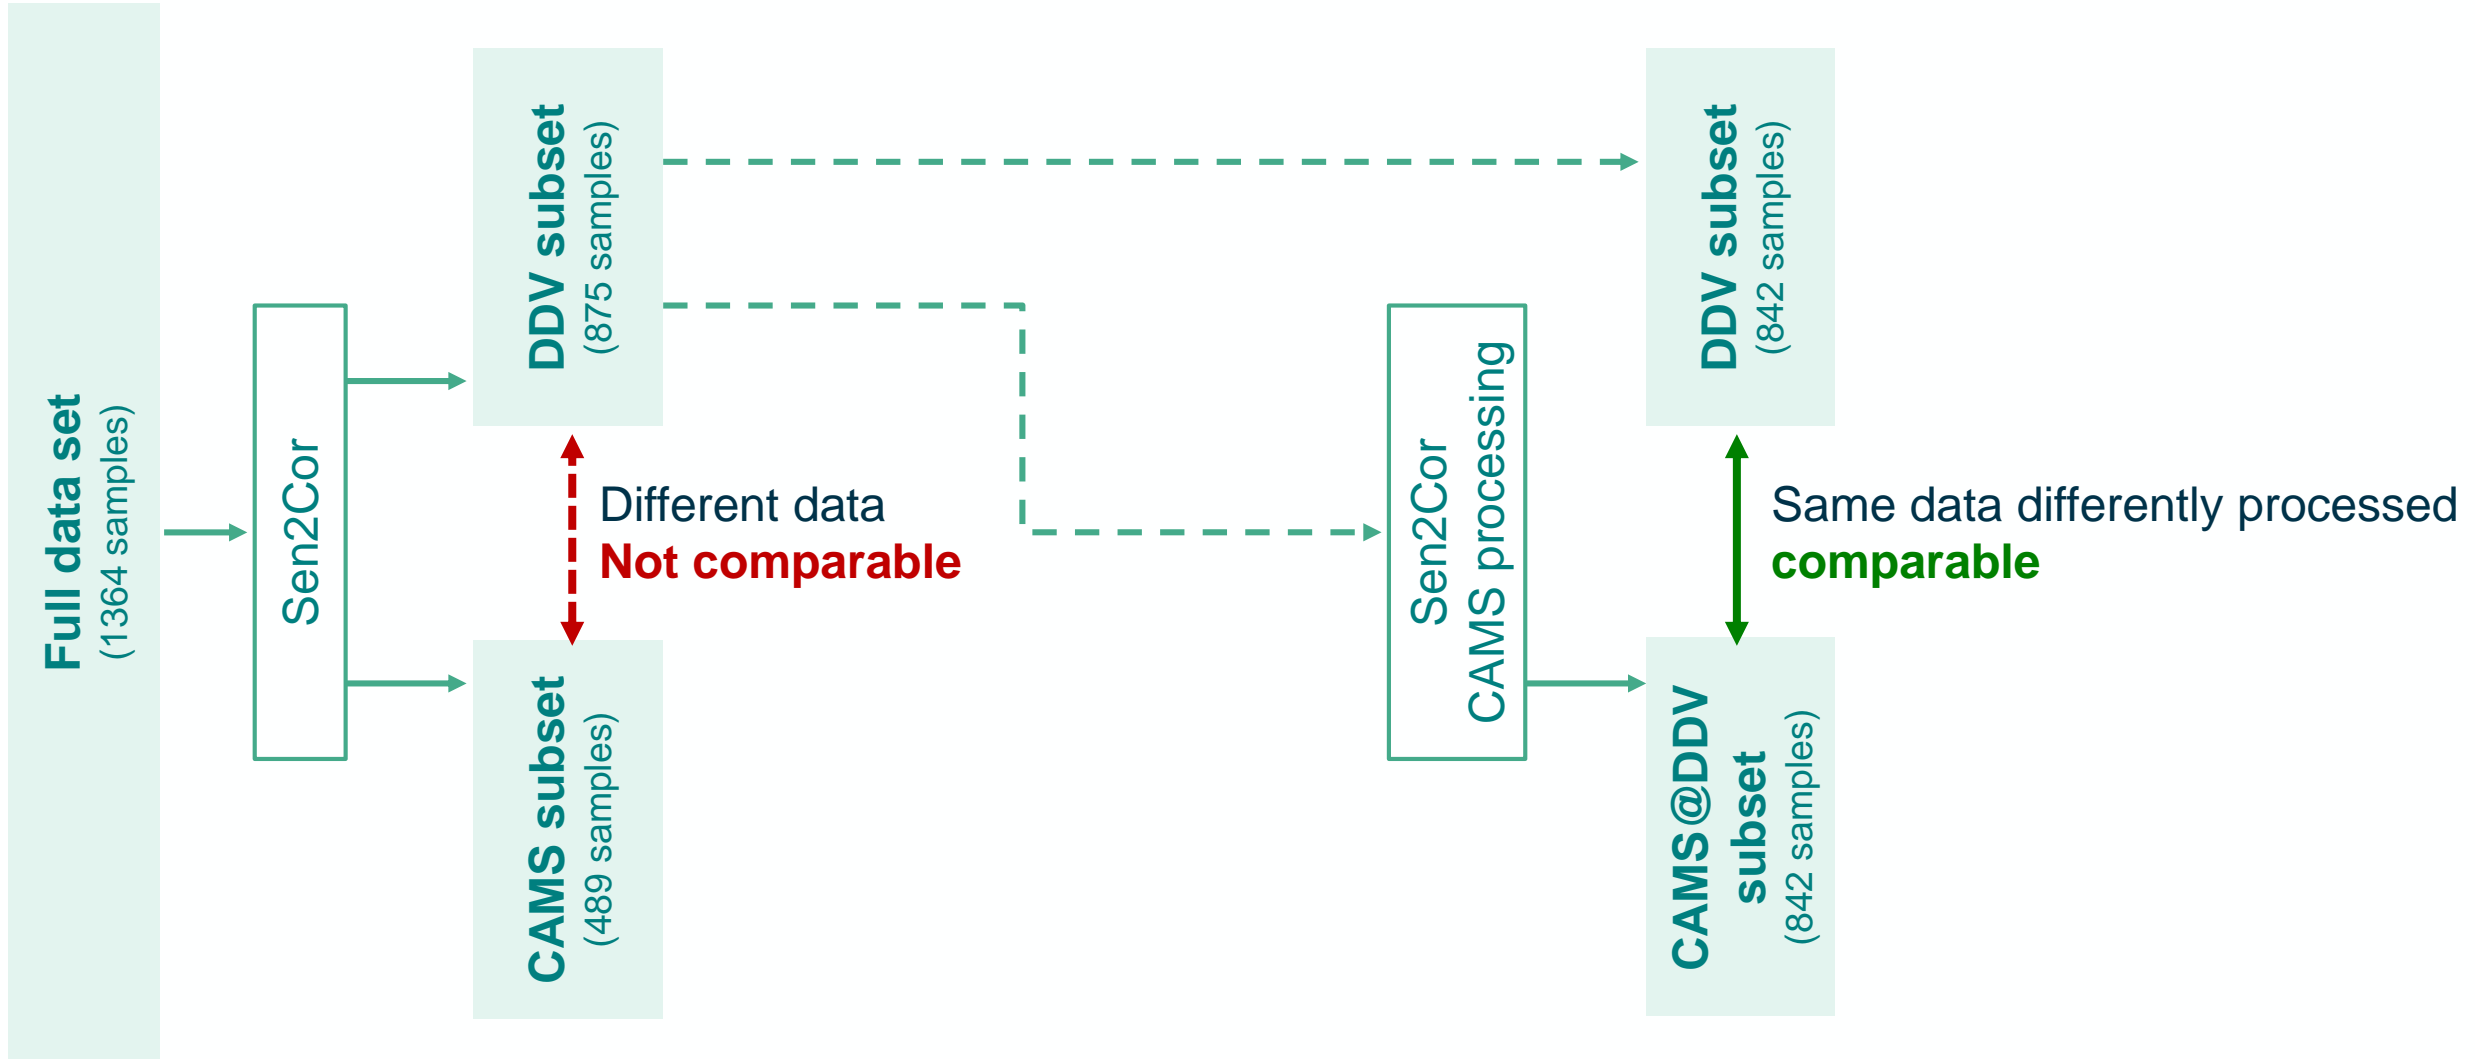 Full data set
(1364 samples)
Sen2Cor
DDV subset
(875 samples)
Different data
Not comparable
CAMS subset
(489 samples)
Sen2Cor
CAMS processing
DDV subset
(842 samples)
Same data differently processed
comparable
CAMS@DDV
subset
(842 samples)